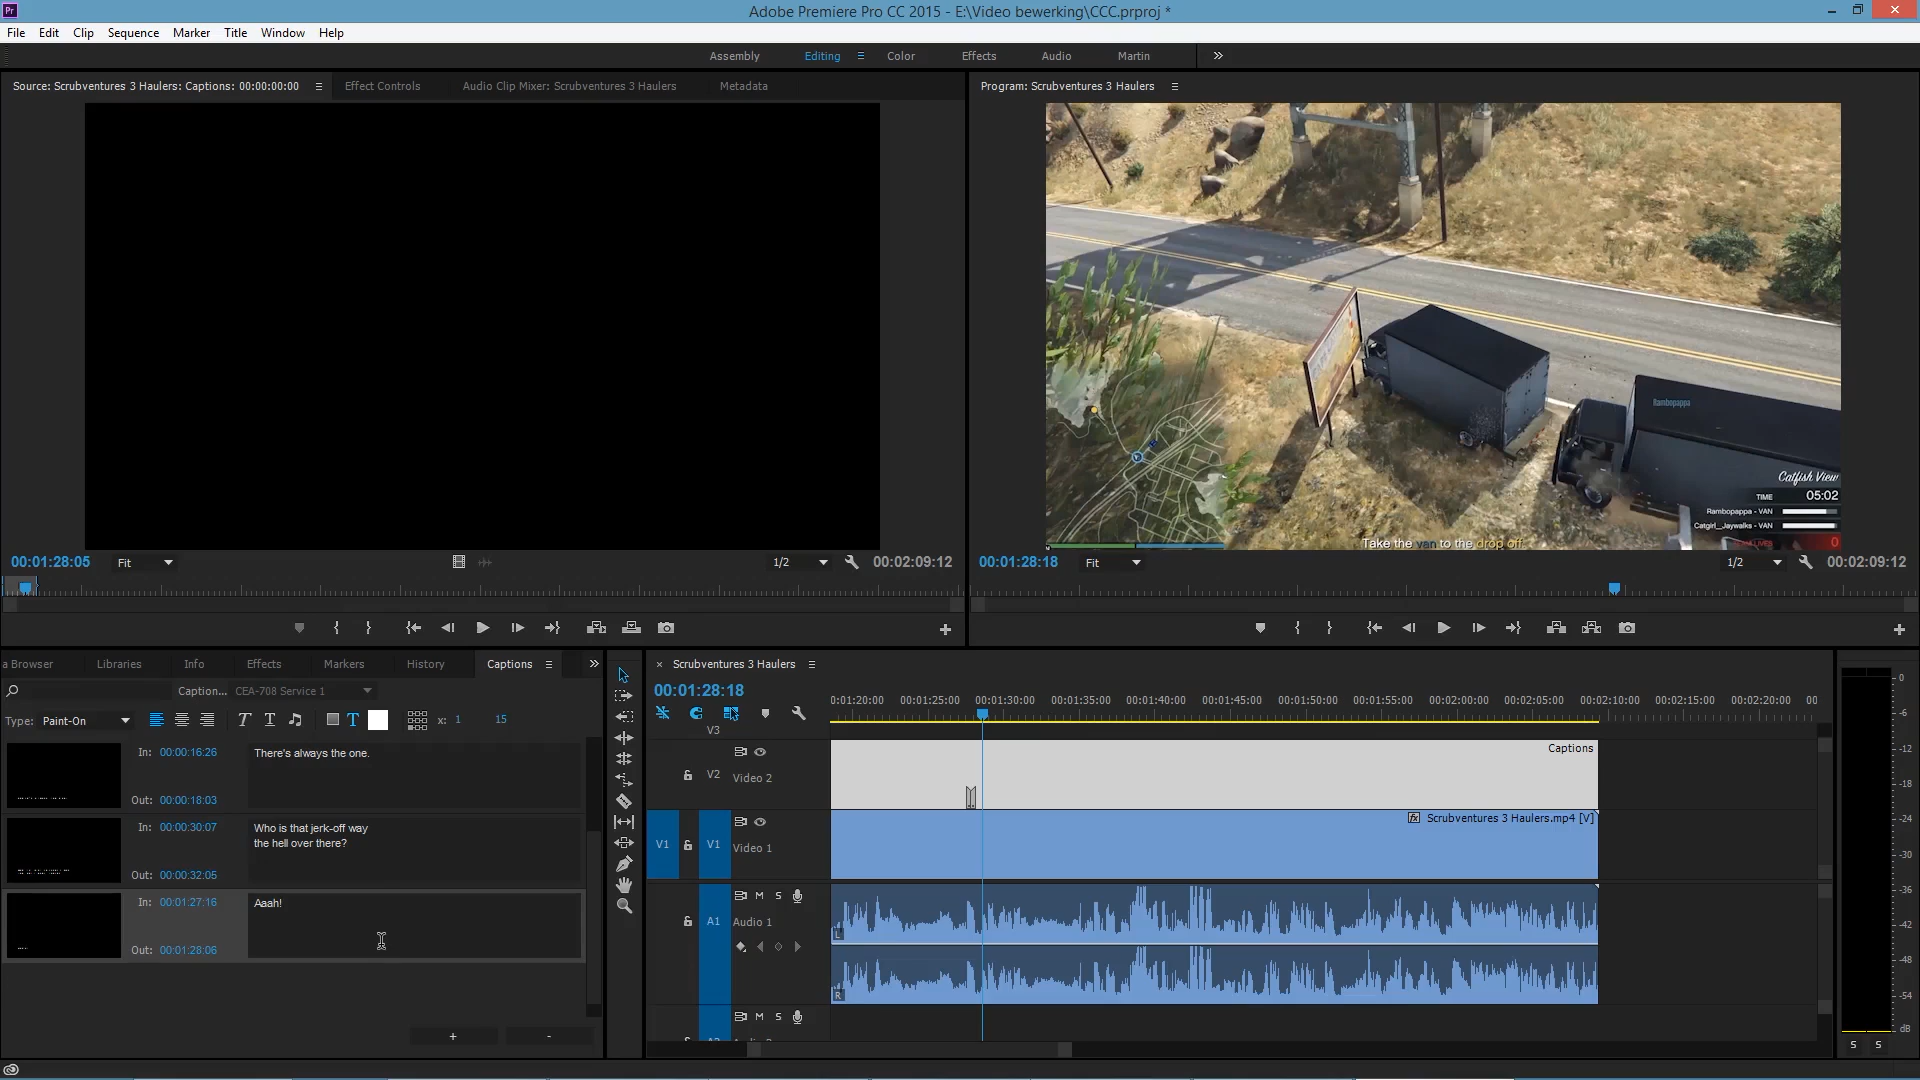 Pr
Adobe Premiere Pro CC 2015 - E:\Video bewerking\CCC.prproj *
File Edit Clip Sequence Marker Title Window Help
Assembly Editing Color Effects Audio Martin
Source: Scrubventures 3 Haulers: Captions: 00:00:00:00 Effect Controls Audio Clip Mixer: Scrubventures 3 Haulers Metadata
Program: Scrubventures 3 Haulers
Rambopappa
Catfish View
TIME 05:02
Rambopappa - VAN
Catgirl_Jaywalks - VAN
0
Take the van to the drop off.
00:01:28:05 Fit 1/2 00:02:09:12
00:01:28:18 Fit 1/2 00:02:09:12
a Browser Libraries Info Effects Markers History Captions
Caption... CEA-708 Service 1
Type: Paint-On T T T x: 1 15
In: 00:00:16:26 There's always the one.
Out: 00:00:18:03
In: 00:00:30:07 Who is that jerk-off way
the hell over there?
Out: 00:00:32:05
In: 00:01:27:16 Aaah!
Out: 00:01:28:06
+ -
× Scrubventures 3 Haulers
00:01:28:18
0:01:20:00 00:01:25:00 00:01:30:00 00:01:35:00 00:01:40:00 00:01:45:00 00:01:50:00 00:01:55:00 00:02:00:00 00:02:05:00 00:02:10:00 00:02:15:00 00:02:20:00 00
V3
V2 Video 2 Captions
V1 V1 Video 1 fx Scrubventures 3 Haulers.mp4 [V]
A1 M S Audio 1
L
R
M S
0
-6
-12
-18
-24
-30
-36
-42
-48
-54
dB
S S